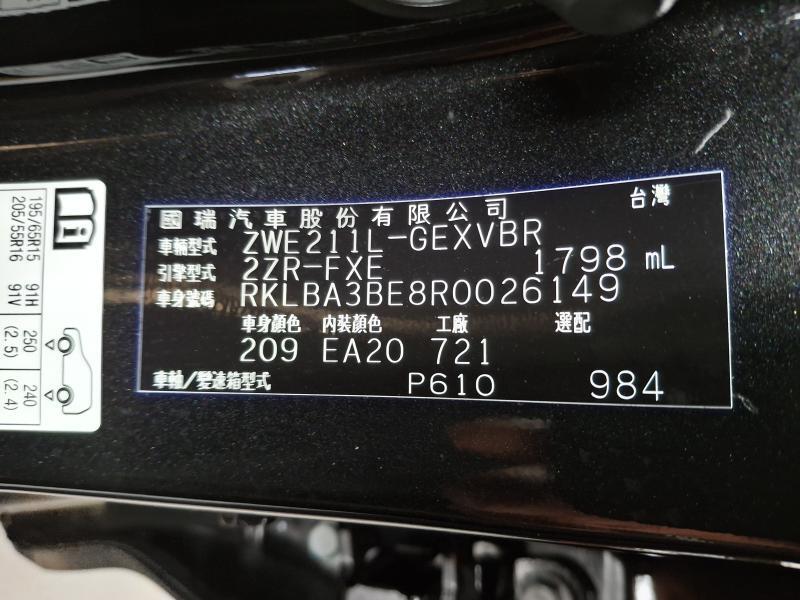 台灣
國瑞汽車股份有限公司
車輛型式 ZWE211L-GEXVBR
引擎型式 2ZR-FXE 1798 mL
車身號碼 RKLBA3BE8R0026149
車身顏色 內裝顏色 工廠 選配
209 EA20 721
車軸/變速箱型式 P610 984
195/65R15 91H 250 (2.5) 240 (2.4)
205/55R16 91V